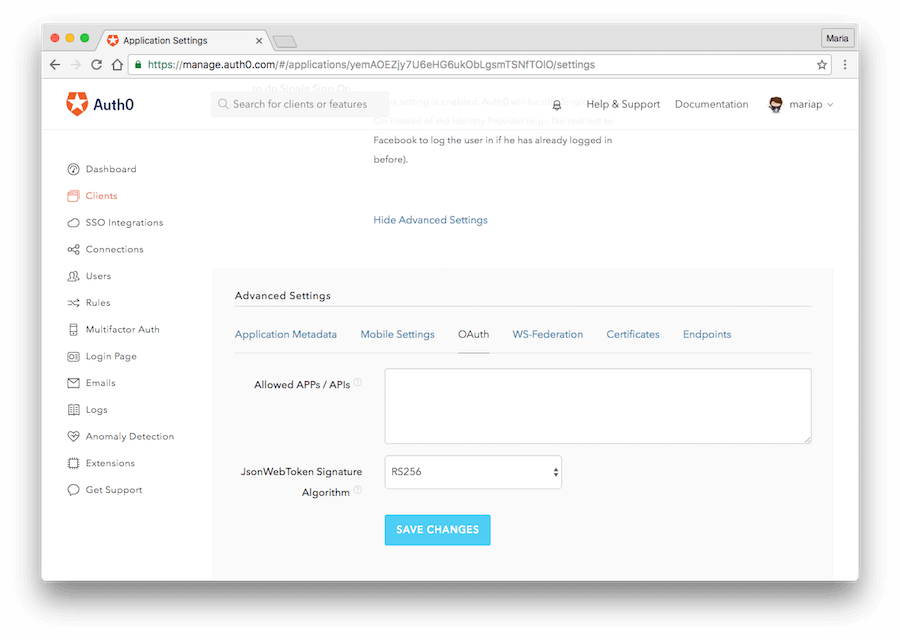 Application Settings
Maria
https://manage.auth0.com/#/applications/yemAOEZjy7U6eHG6ukObLgsmTSNfTOlO/settings
to do Single Sign On
Auth0
Search for clients or features
Help & Support
Documentation
mariap
setting is enabled, Auth0 will
On instead of the Identity Provider (e.g.: No redirect to
Facebook to log the user in if he has already logged in
before).
Dashboard
Clients
SSO Integrations
Connections
Users
Rules
Multifactor Auth
Login Page
Emails
Logs
Anomaly Detection
Extensions
Get Support
Hide Advanced Settings
Advanced Settings
Application Metadata
Mobile Settings
OAuth
WS-Federation
Certificates
Endpoints
Allowed APPs / APIs
JsonWebToken Signature
Algorithm
RS256
SAVE CHANGES